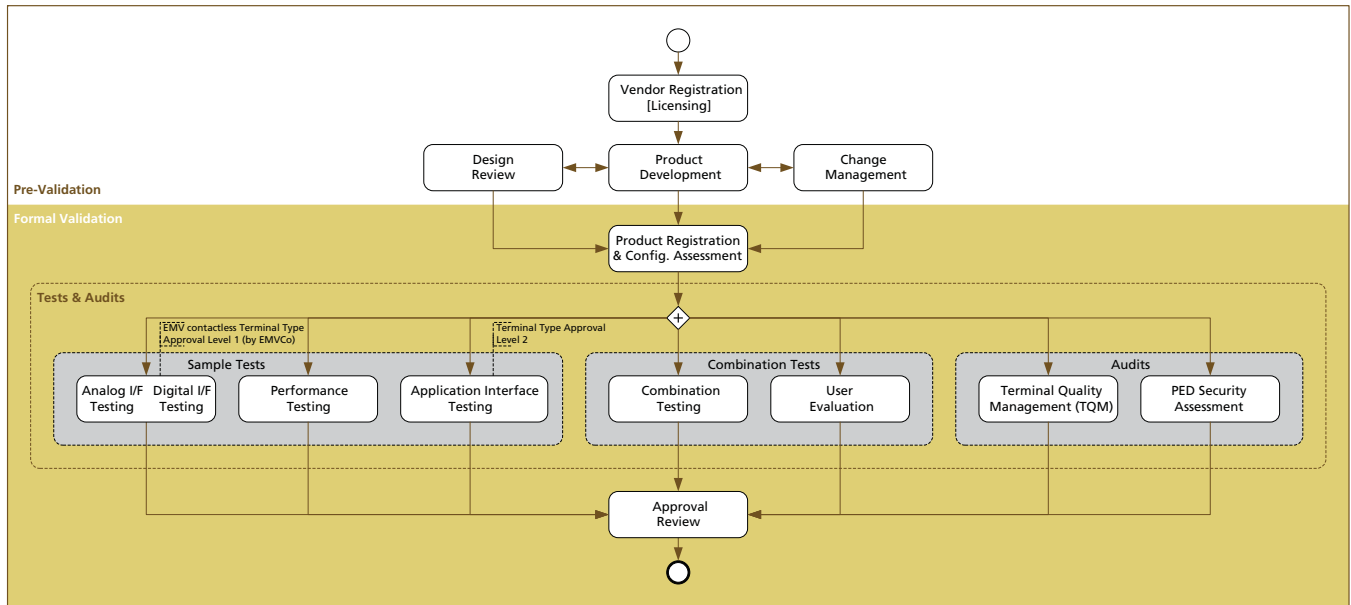 Vendor Registration
[Licensing]
Design
Review
Product
Development
Change
Management
Pre-Validation
Formal Validation
Product Registration
& Config. Assessment
Tests & Audits
+
EMV contactless Terminal Type
Approval Level 1 (by EMVCo)
Terminal Type Approval
Level 2
Sample Tests
Combination Tests
Audits
Analog I/F
Testing
Digital I/F
Testing
Performance
Testing
Application Interface
Testing
Combination
Testing
User
Evaluation
Terminal Quality
Management (TQM)
PED Security
Assessment
Approval
Review